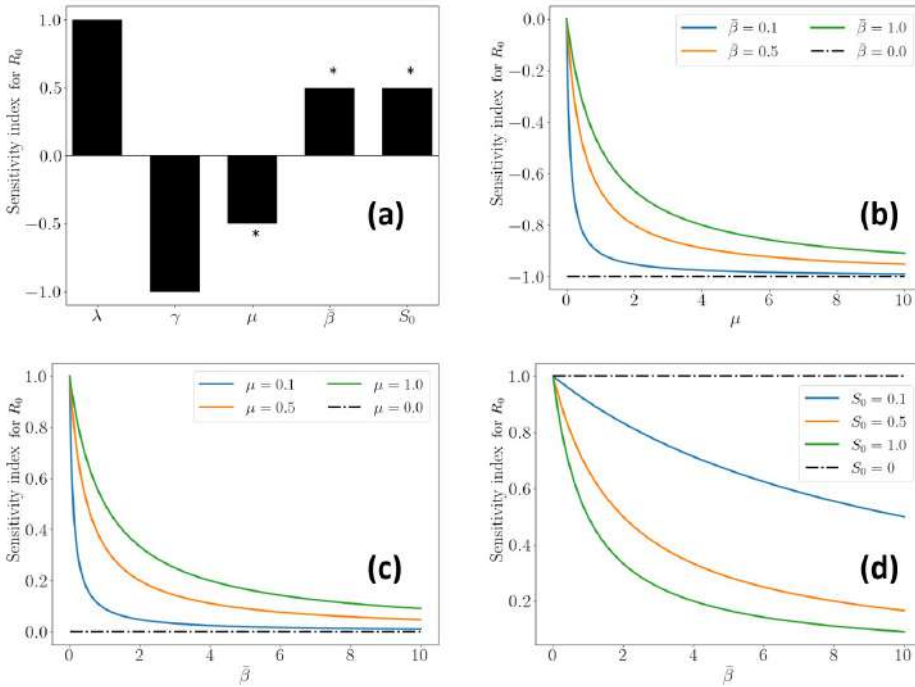 Sensitivity index for R₀
1.0
0.5
0.0
−0.5
−1.0
* * *
λ γ μ β̄ S₀
(a)
Sensitivity index for R₀
0.0
−0.2
−0.4
−0.6
−0.8
−1.0
β̄ = 0.1 β̄ = 1.0
β̄ = 0.5 β̄ = 0.0
(b)
0 2 4 6 8 10
μ
Sensitivity index for R₀
1.0
0.8
0.6
0.4
0.2
0.0
μ = 0.1 μ = 1.0
μ = 0.5 μ = 0.0
(c)
0 2 4 6 8 10
β̄
Sensitivity index for R₀
1.0
0.8
0.6
0.4
0.2
S₀ = 0.1
S₀ = 0.5
S₀ = 1.0
S₀ = 0
(d)
0 2 4 6 8 10
β̄